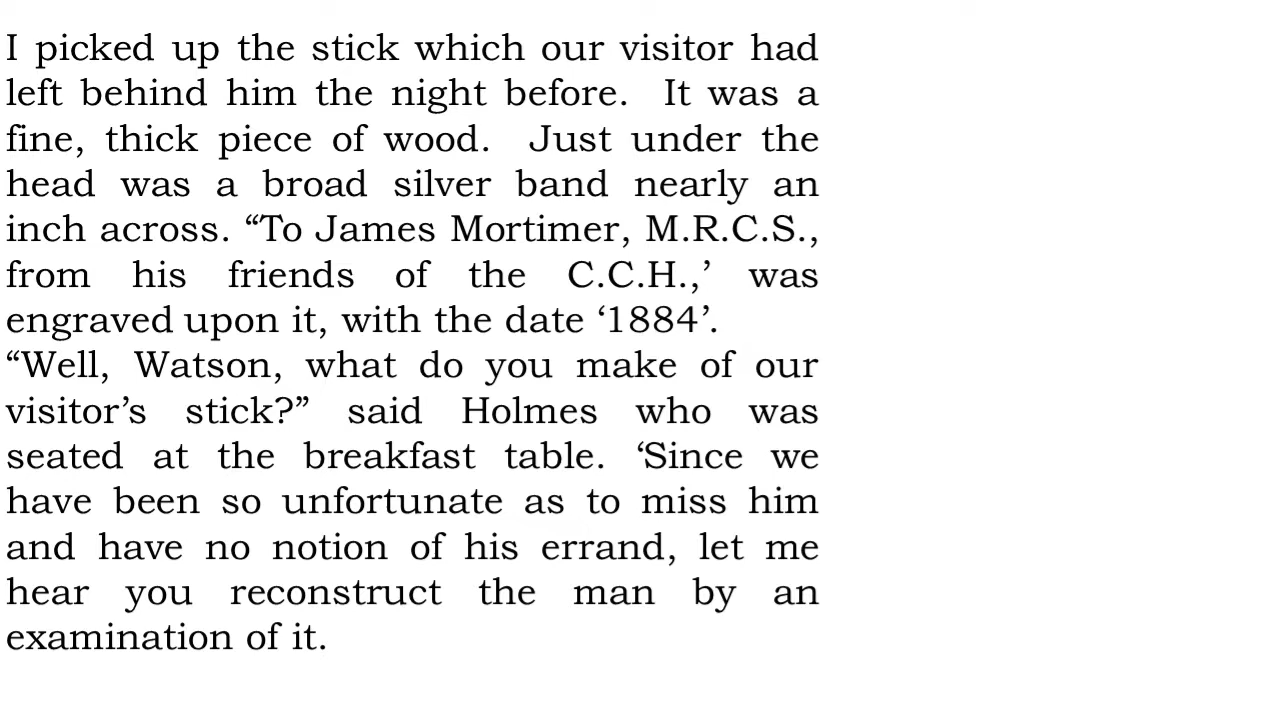 I picked up the stick which our visitor had
left behind him the night before.  It was a
fine, thick piece of wood.  Just under the
head was a broad silver band nearly an
inch across. “To James Mortimer, M.R.C.S.,
from his friends of the C.C.H.,’ was
engraved upon it, with the date ‘1884’.
“Well, Watson, what do you make of our
visitor’s stick?” said Holmes who was
seated at the breakfast table. ‘Since we
have been so unfortunate as to miss him
and have no notion of his errand, let me
hear you reconstruct the man by an
examination of it.